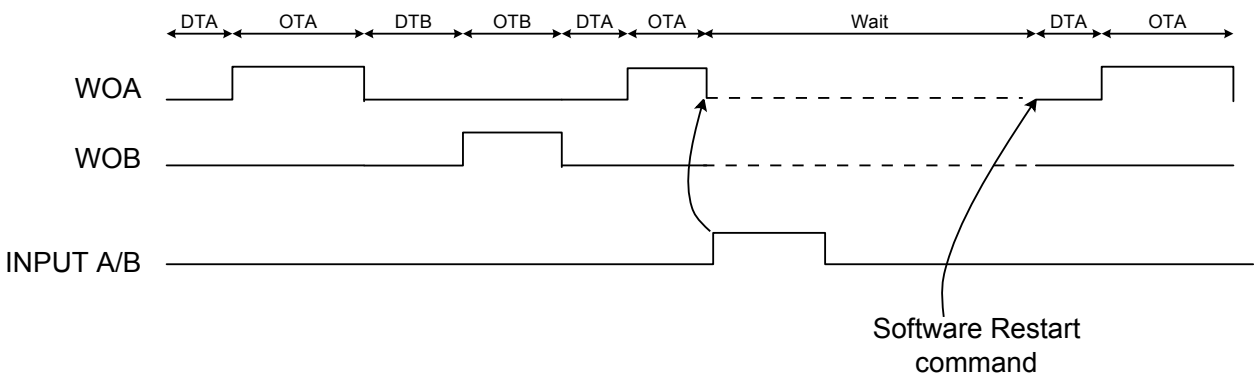 DTA OTA DTB OTB DTA OTA Wait DTA OTA
WOA
WOB
INPUT A/B
Software Restart
command